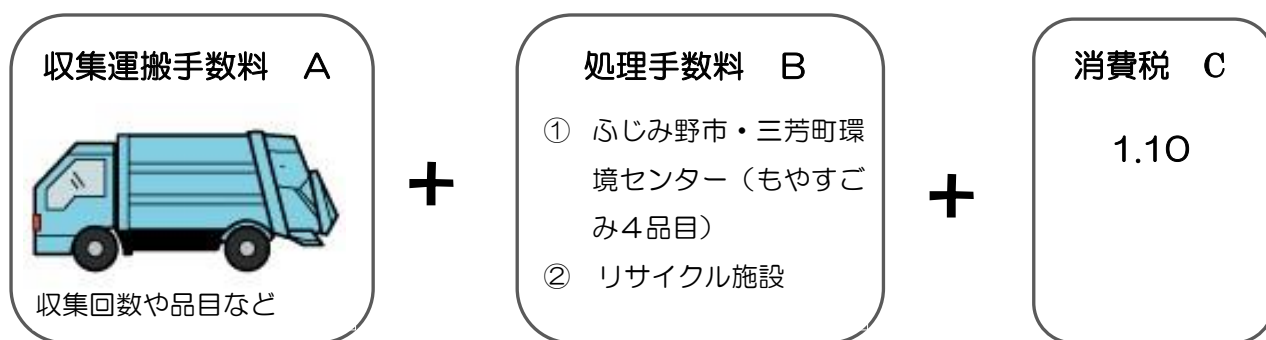 収集運搬手数料　A
収集回数や品目など
+
処理手数料　B
① ふじみ野市・三芳町環
境センター（もやすご
み４品目）
② リサイクル施設
+
消費税　C
1.10